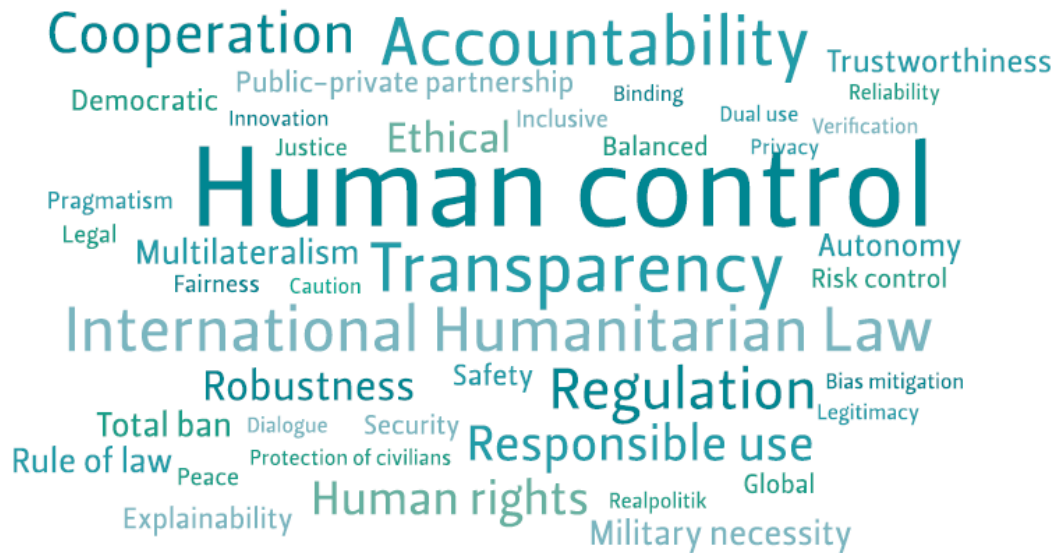 Cooperation
Accountability
Trustworthiness
Public-private partnership
Democratic
Binding
Reliability
Innovation
Inclusive
Dual use
Verification
Justice
Ethical
Balanced
Privacy
Human control
Pragmatism
Legal
Multilateralism
Transparency
Autonomy
Fairness
Caution
Risk control
International Humanitarian Law
Robustness
Safety
Regulation
Bias mitigation
Legitimacy
Total ban
Dialogue
Security
Responsible use
Rule of law
Protection of civilians
Peace
Human rights
Realpolitik
Global
Explainability
Military necessity